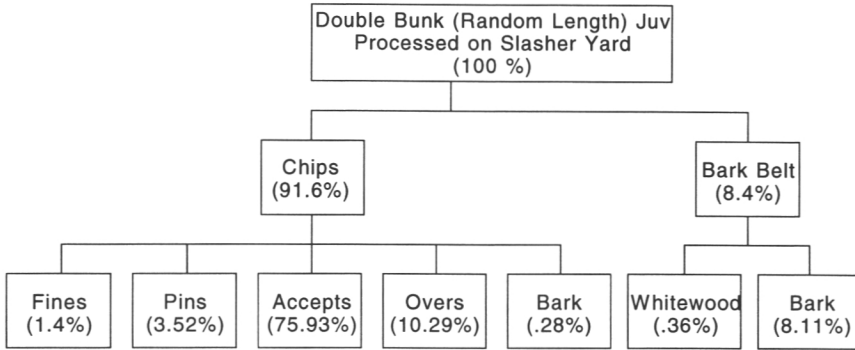 Double Bunk (Random Length) Juv
Processed on Slasher Yard
(100 %)
Chips
(91.6%)
Bark Belt
(8.4%)
Fines
(1.4%)
Pins
(3.52%)
Accepts
(75.93%)
Overs
(10.29%)
Bark
(.28%)
Whitewood
(.36%)
Bark
(8.11%)